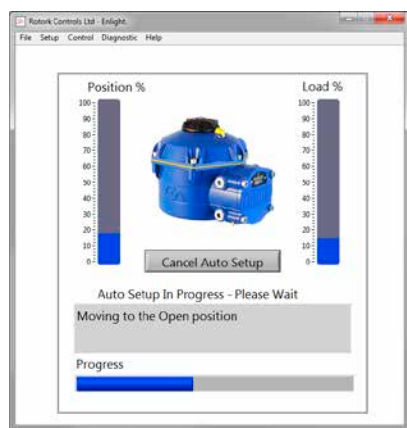 Rotork Controls Ltd - Enlight.
File Setup Control Diagnostic Help
Position %
Load %
100
90
80
70
60
50
40
30
20
10
0
100
90
80
70
60
50
40
30
20
10
0
Cancel Auto Setup
Auto Setup In Progress - Please Wait
Moving to the Open position
Progress